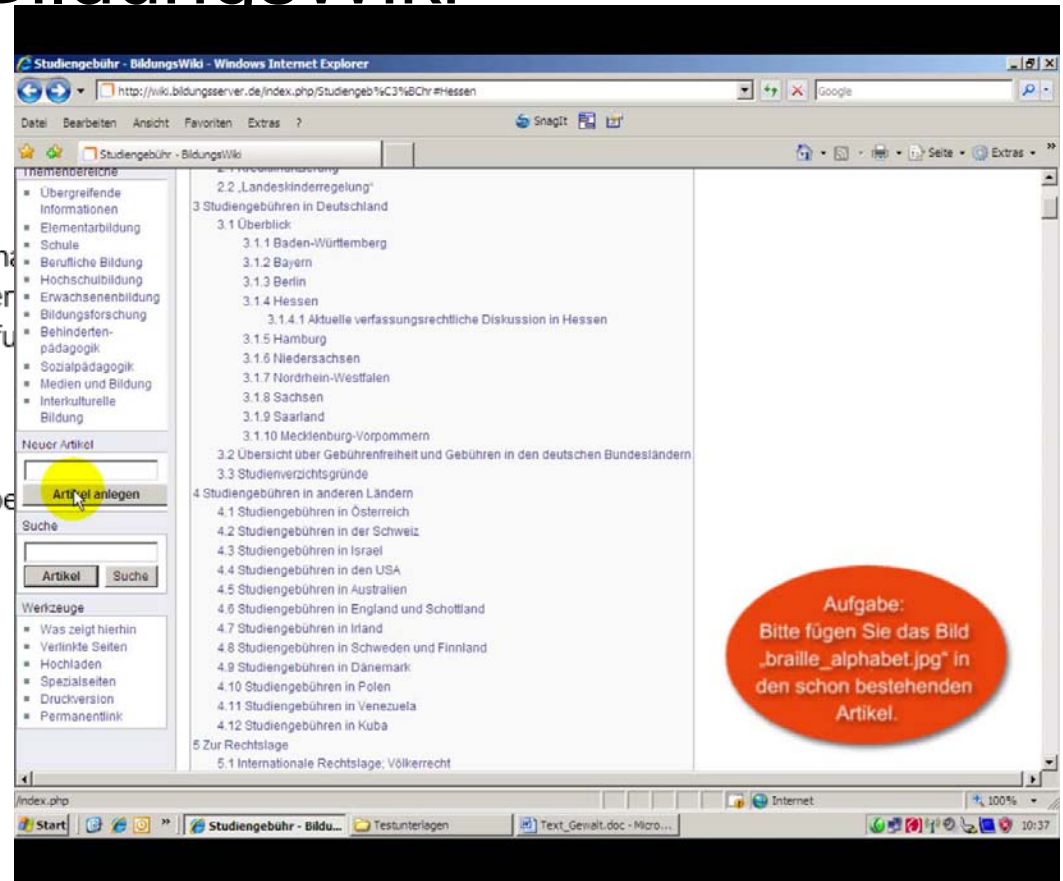 BildungsWiki
Studiengebühr - BildungsWiki - Windows Internet Explorer
http://wiki.bildungsserver.de/index.php/Studiengeb%C3%BChr#Hessen
Google
Datei Bearbeiten Ansicht Favoriten Extras ?
SnagIt
Studiengebühr - BildungsWiki
Seite
Extras
Themenbereiche
Übergreifende
Informationen
Elementarbildung
Schule
Berufliche Bildung
Hochschulbildung
Erwachsenenbildung
Bildungsforschung
Behinderten-
pädagogik
Sozialpädagogik
Medien und Bildung
Interkulturelle
Bildung
Neuer Artikel
Artikel anlegen
Suche
Artikel Suche
Werkzeuge
Was zeigt hierhin
Verlinkte Seiten
Hochladen
Spezialseiten
Druckversion
Permanentlink
2.1 Kreditfinanzierung
2.2 „Landeskinderregelung“
3 Studiengebühren in Deutschland
3.1 Überblick
3.1.1 Baden-Württemberg
3.1.2 Bayern
3.1.3 Berlin
3.1.4 Hessen
3.1.4.1 Aktuelle verfassungsrechtliche Diskussion in Hessen
3.1.5 Hamburg
3.1.6 Niedersachsen
3.1.7 Nordrhein-Westfalen
3.1.8 Sachsen
3.1.9 Saarland
3.1.10 Mecklenburg-Vorpommern
3.2 Übersicht über Gebührenfreiheit und Gebühren in den deutschen Bundesländern
3.3 Studienverzichtsgründe
4 Studiengebühren in anderen Ländern
4.1 Studiengebühren in Österreich
4.2 Studiengebühren in der Schweiz
4.3 Studiengebühren in Israel
4.4 Studiengebühren in den USA
4.5 Studiengebühren in Australien
4.6 Studiengebühren in England und Schottland
4.7 Studiengebühren in Irland
4.8 Studiengebühren in Schweden und Finnland
4.9 Studiengebühren in Dänemark
4.10 Studiengebühren in Polen
4.11 Studiengebühren in Venezuela
4.12 Studiengebühren in Kuba
5 Zur Rechtslage
5.1 Internationale Rechtslage; Völkerrecht
Aufgabe:
Bitte fügen Sie das Bild
„braille_alphabet.jpg“ in
den schon bestehenden
Artikel.
/index.php
Internet
100%
Start
Studiengebühr - Bildu...
Testunterlagen
Text_Gewalt.doc - Micro...
10:37